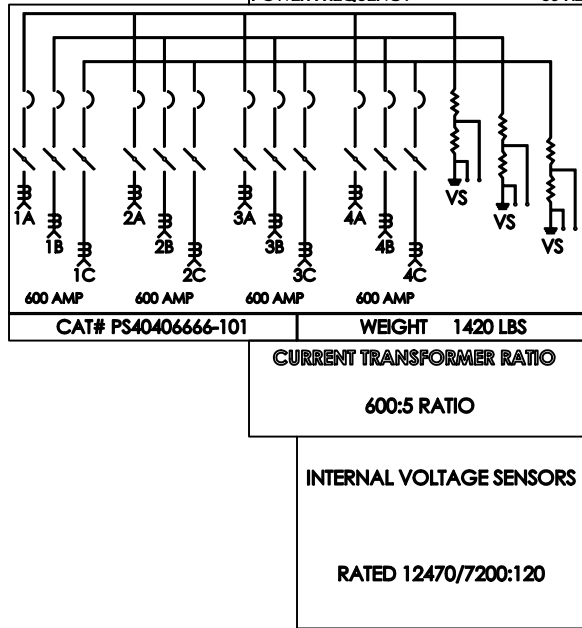 1A
2A
3A
4A
VS
VS
VS
1B
2B
3B
4B
1C
2C
3C
4C
600 AMP
600 AMP
600 AMP
600 AMP
CAT# PS40406666-101
WEIGHT 1420 LBS
CURRENT TRANSFORMER RATIO
600:5 RATIO
INTERNAL VOLTAGE SENSORS
RATED 12470/7200:120